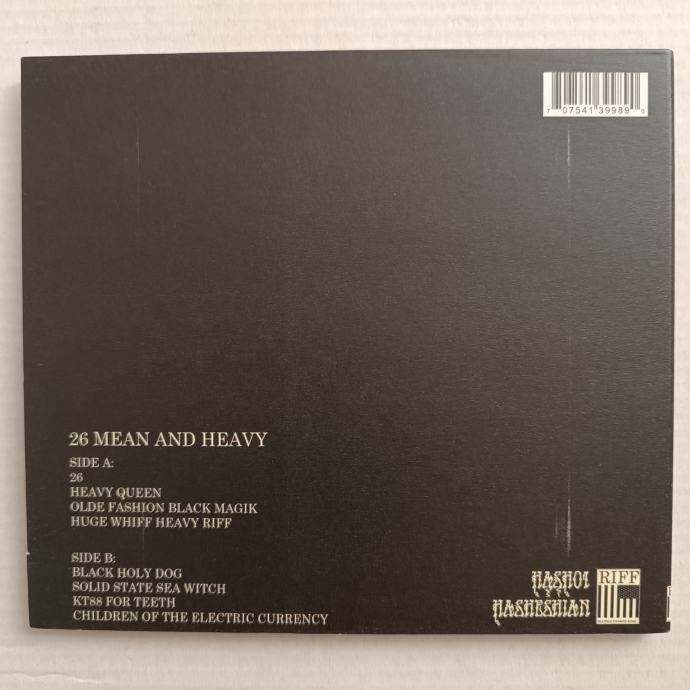 7 07541 39989 0
26 MEAN AND HEAVY
SIDE A:
26
HEAVY QUEEN
OLDE FASHION BLACK MAGIK
HUGE WHIFF HEAVY RIFF
SIDE B:
BLACK HOLY DOG
SOLID STATE SEA WITCH
KT88 FOR TEETH
CHILDREN OF THE ELECTRIC CURRENCY
HASHOI
HASHESHIAN
RIFF